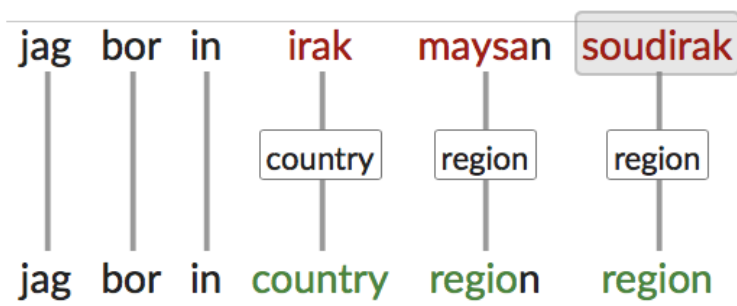 jag bor in irak maysan soudirak
country region region
jag bor in country region region